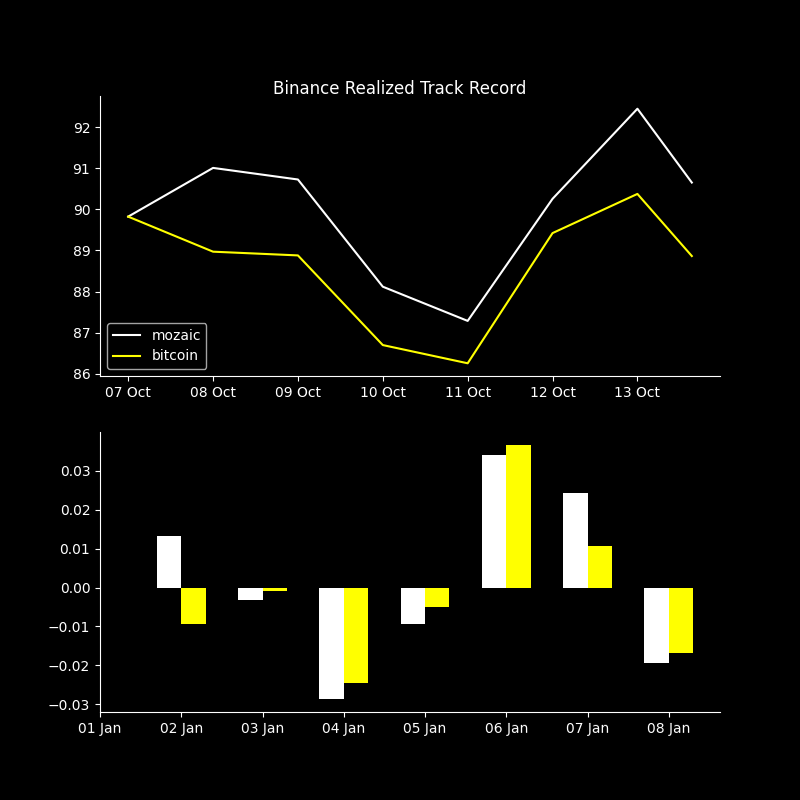 Binance Realized Track Record
92
91
90
89
88
87
86
mozaic
bitcoin
07 Oct 08 Oct 09 Oct 10 Oct 11 Oct 12 Oct 13 Oct
0.03
0.02
0.01
0.00
−0.01
−0.02
−0.03
01 Jan 02 Jan 03 Jan 04 Jan 05 Jan 06 Jan 07 Jan 08 Jan